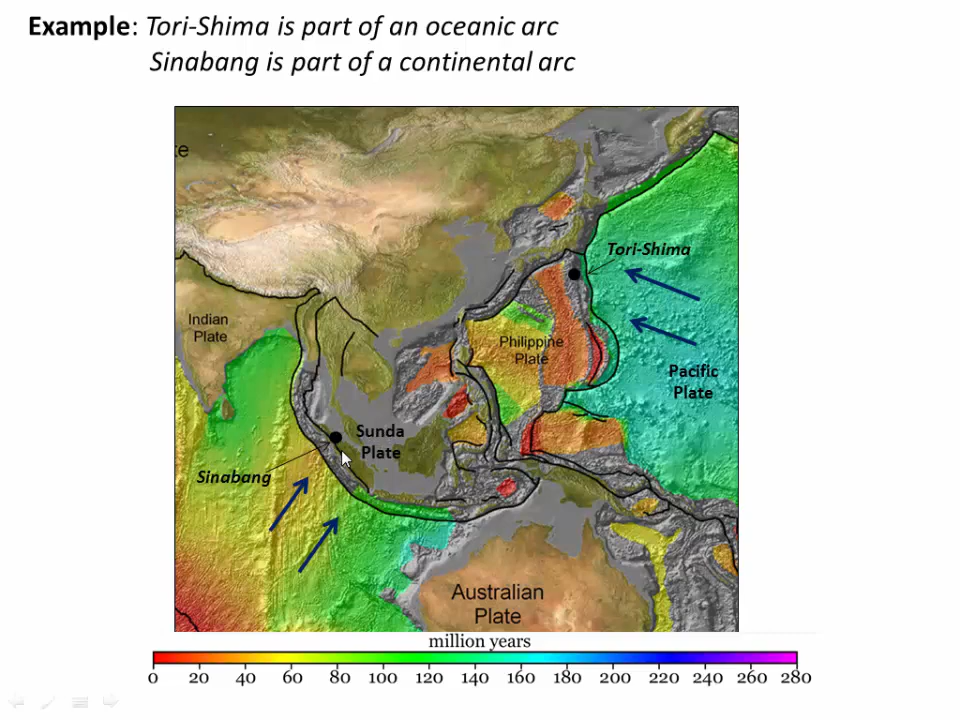 Example: Tori-Shima is part of an oceanic arc
Sinabang is part of a continental arc
te
Tori-Shima
Indian
Plate
Philippine
Plate
Pacific
Plate
Sunda
Plate
Sinabang
Australian
Plate
million years
0 20 40 60 80 100 120 140 160 180 200 220 240 260 280